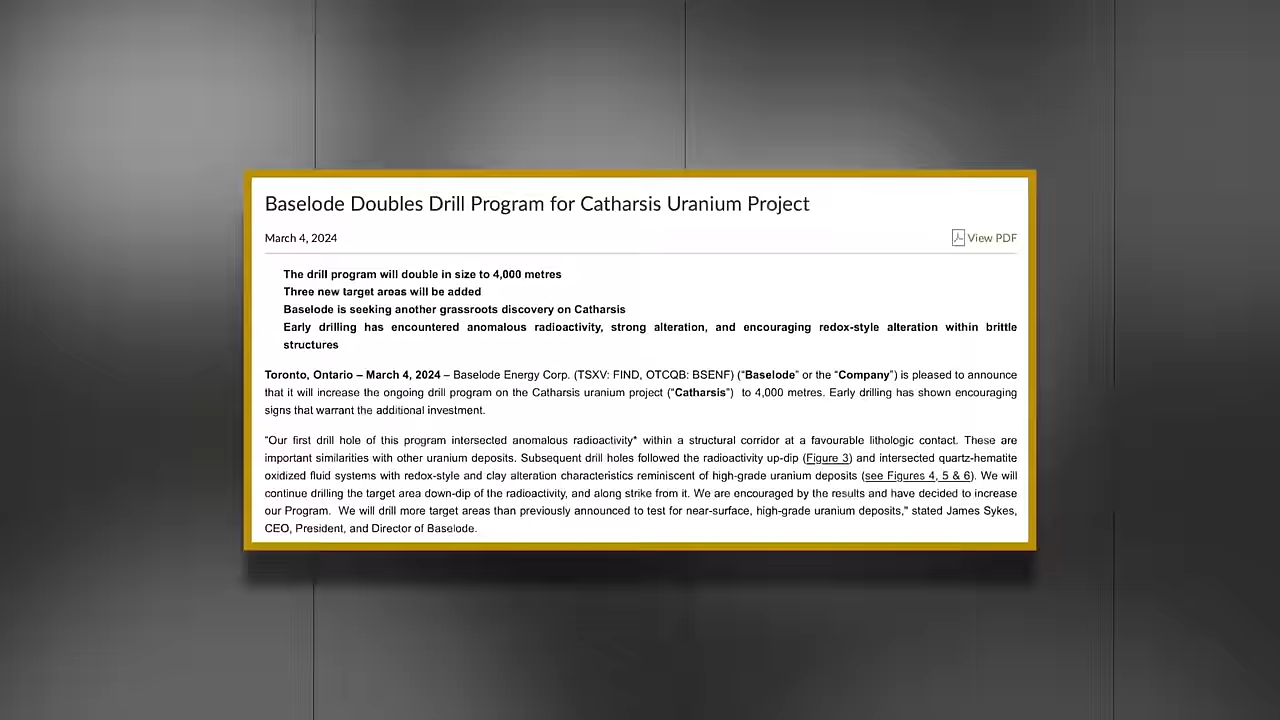 Baselode Doubles Drill Program for Catharsis Uranium Project
March 4, 2024
View PDF
The drill program will double in size to 4,000 metres
Three new target areas will be added
Baselode is seeking another grassroots discovery on Catharsis
Early drilling has encountered anomalous radioactivity, strong alteration, and encouraging redox-style alteration within brittle
structures
Toronto, Ontario – March 4, 2024 – Baselode Energy Corp. (TSXV: FIND, OTCQB: BSENF) ("Baselode" or the "Company") is pleased to announce
that it will increase the ongoing drill program on the Catharsis uranium project ("Catharsis")  to 4,000 metres. Early drilling has shown encouraging
signs that warrant the additional investment.
"Our first drill hole of this program intersected anomalous radioactivity* within a structural corridor at a favourable lithologic contact. These are
important similarities with other uranium deposits. Subsequent drill holes followed the radioactivity up-dip (Figure 3) and intersected quartz-hematite
oxidized fluid systems with redox-style and clay alteration characteristics reminiscent of high-grade uranium deposits (see Figures 4, 5 & 6). We will
continue drilling the target area down-dip of the radioactivity, and along strike from it. We are encouraged by the results and have decided to increase
our Program.  We will drill more target areas than previously announced to test for near-surface, high-grade uranium deposits," stated James Sykes,
CEO, President, and Director of Baselode.